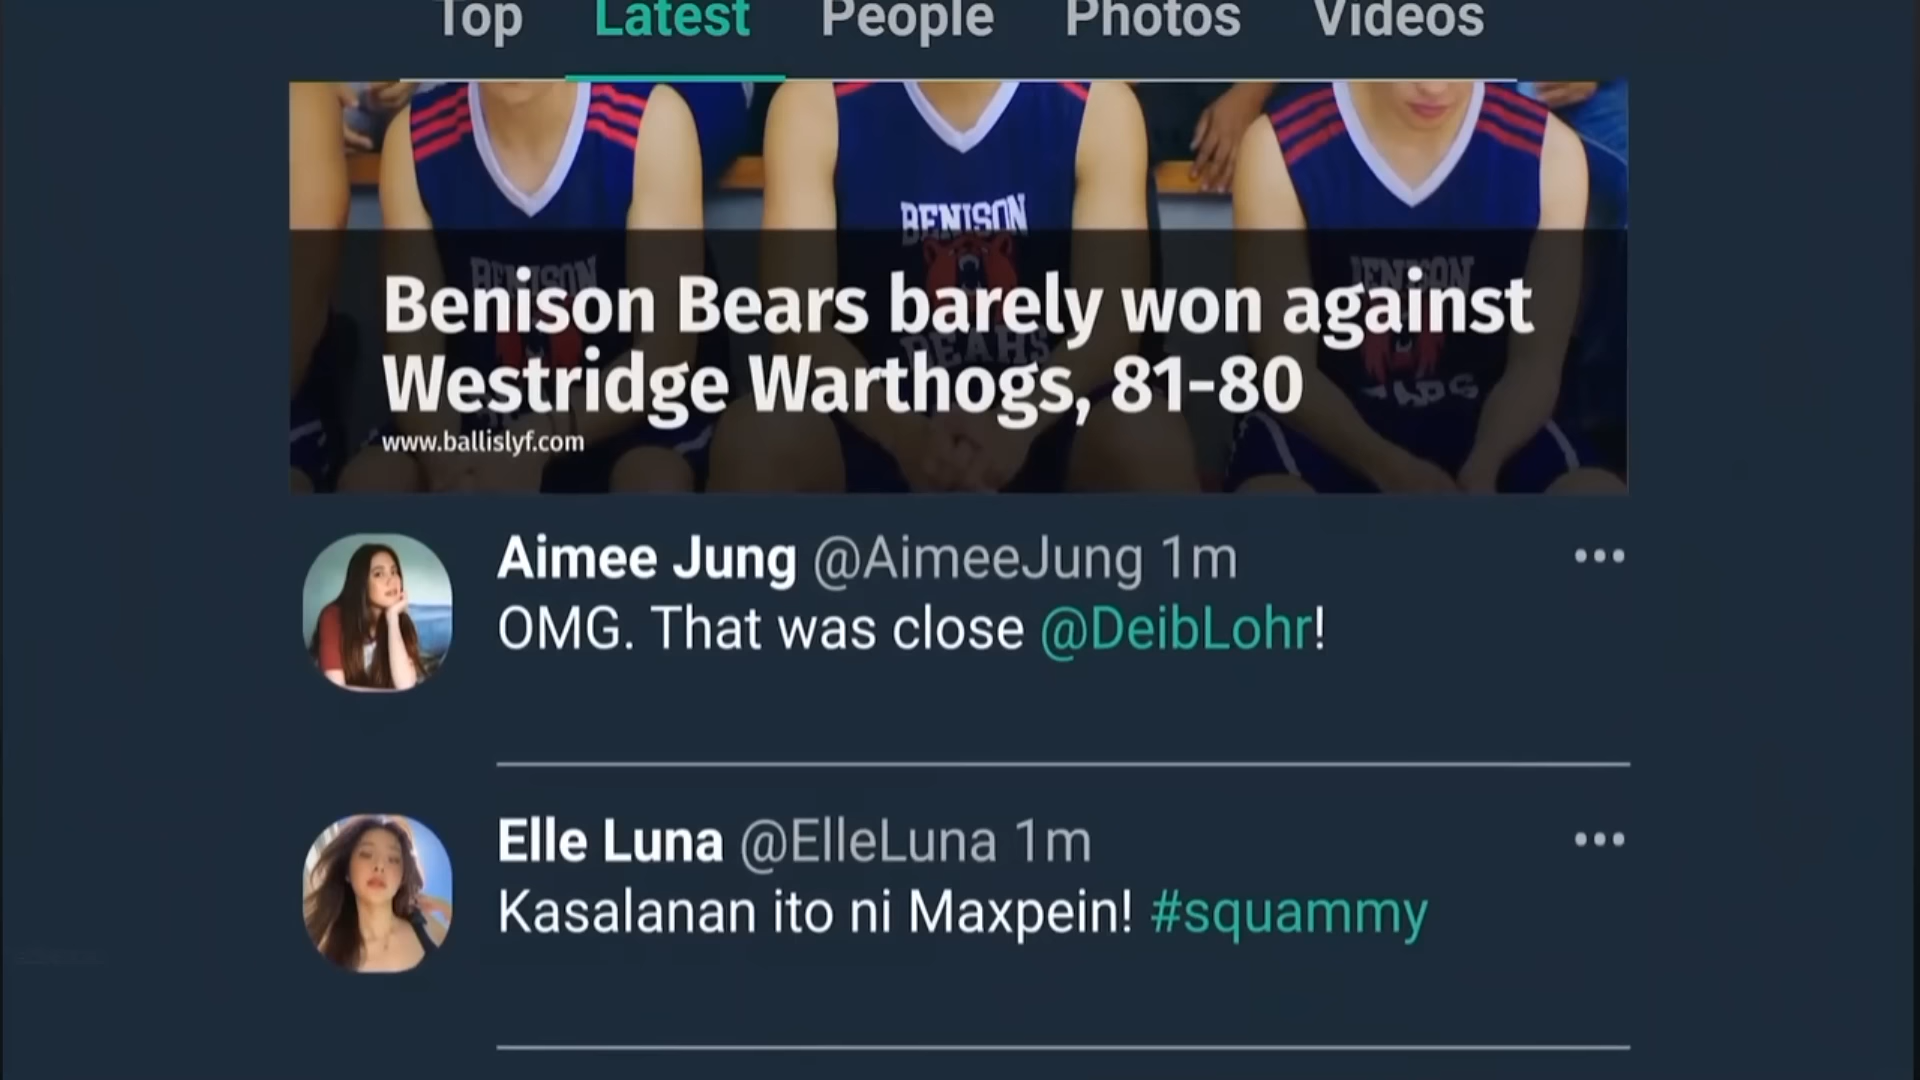 Top Latest People Photos Videos
BENISON
BENISON
Benison Bears barely won against
Westridge Warthogs, 81-80
www.ballislyf.com
Aimee Jung @AimeeJung 1m
OMG. That was close @DeibLohr!
Elle Luna @ElleLuna 1m
Kasalanan ito ni Maxpein! #squammy